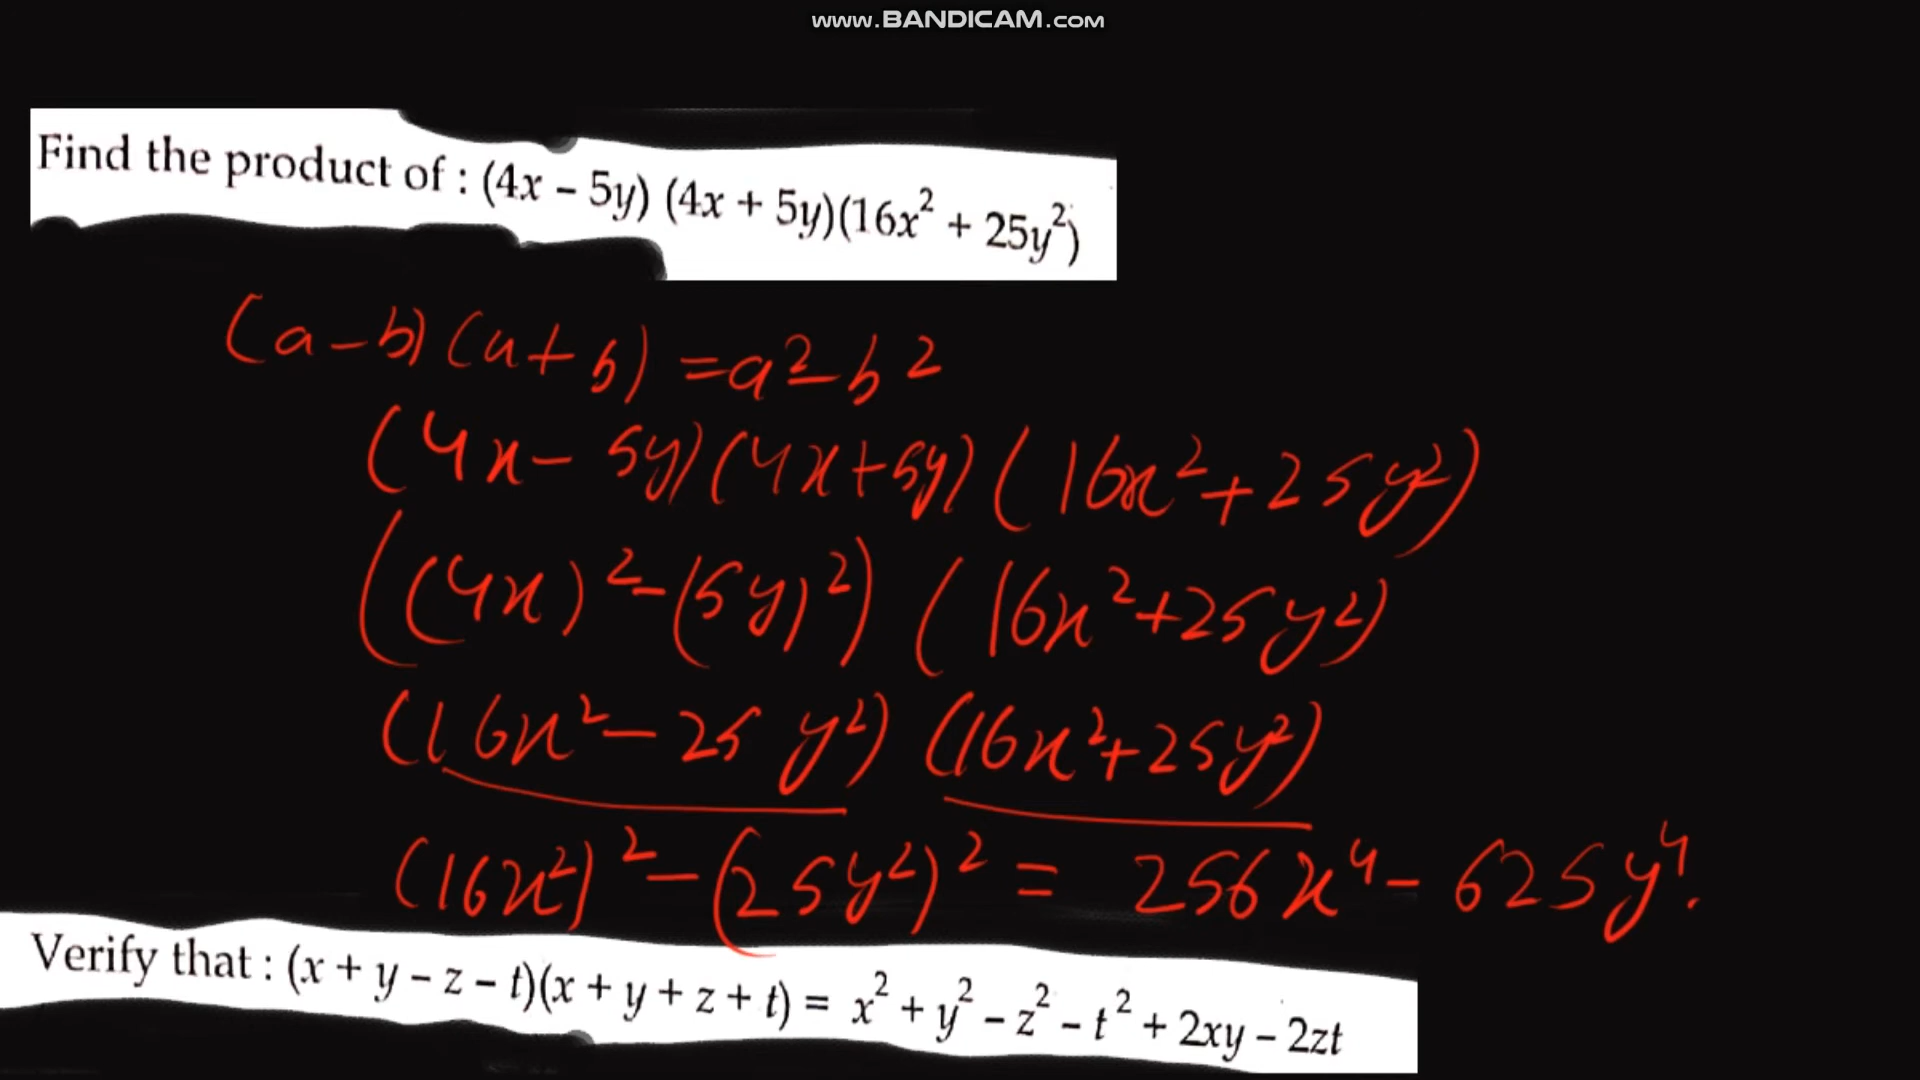 www.BANDICAM.com
Find the product of : (4x – 5y) (4x + 5y)(16x² + 25y²)
(a-b)(a+b) = a²-b²
(4x - 5y)(4x+5y)(16x²+25y²)
((4x)²-(5y)²)(16x²+25y²)
(16x²-25y²)(16x²+25y²)
(16x²)²-(25y²)² = 256x⁴-625y⁴.
Verify that : (x + y – z – t)(x + y + z + t) = x² + y² – z² – t² + 2xy – 2zt